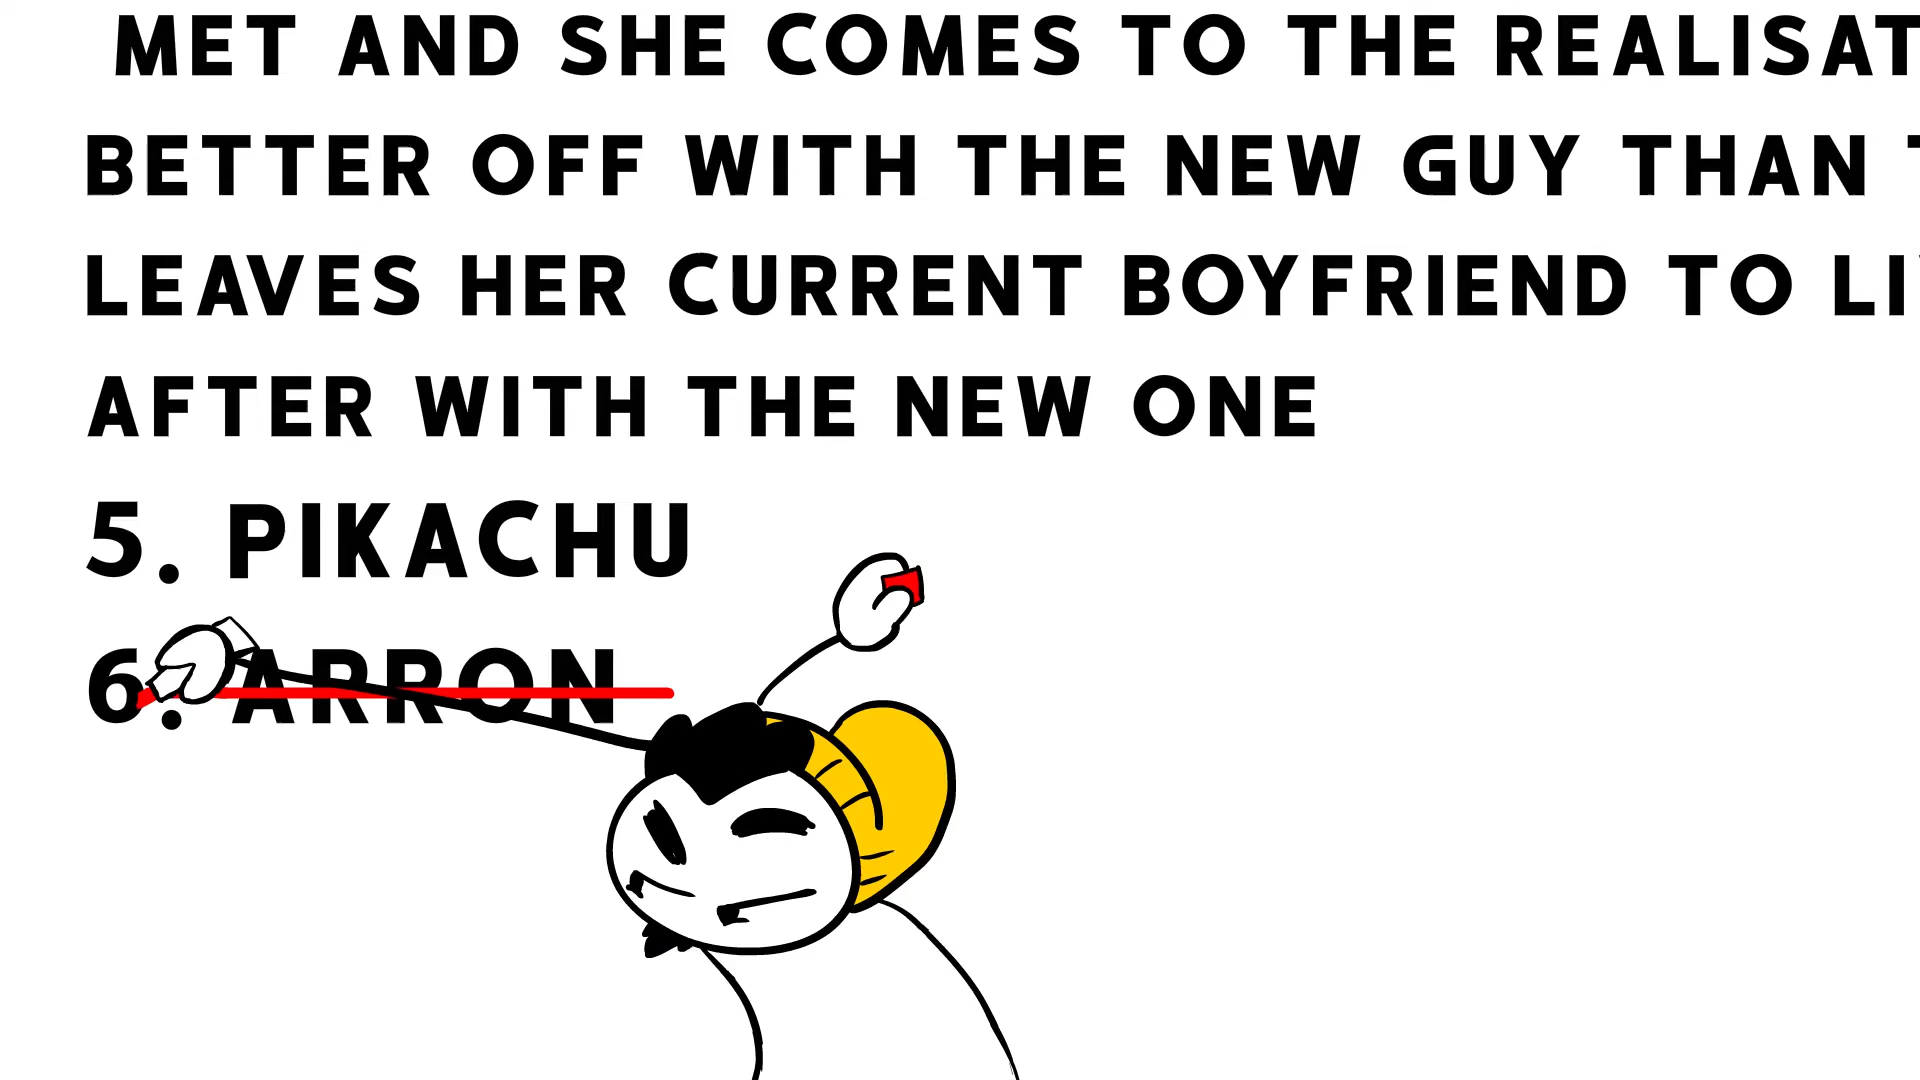 MET AND SHE COMES TO THE REALISAT
BETTER OFF WITH THE NEW GUY THAN
LEAVES HER CURRENT BOYFRIEND TO LI
AFTER WITH THE NEW ONE
5. PIKACHU
6. ARRON